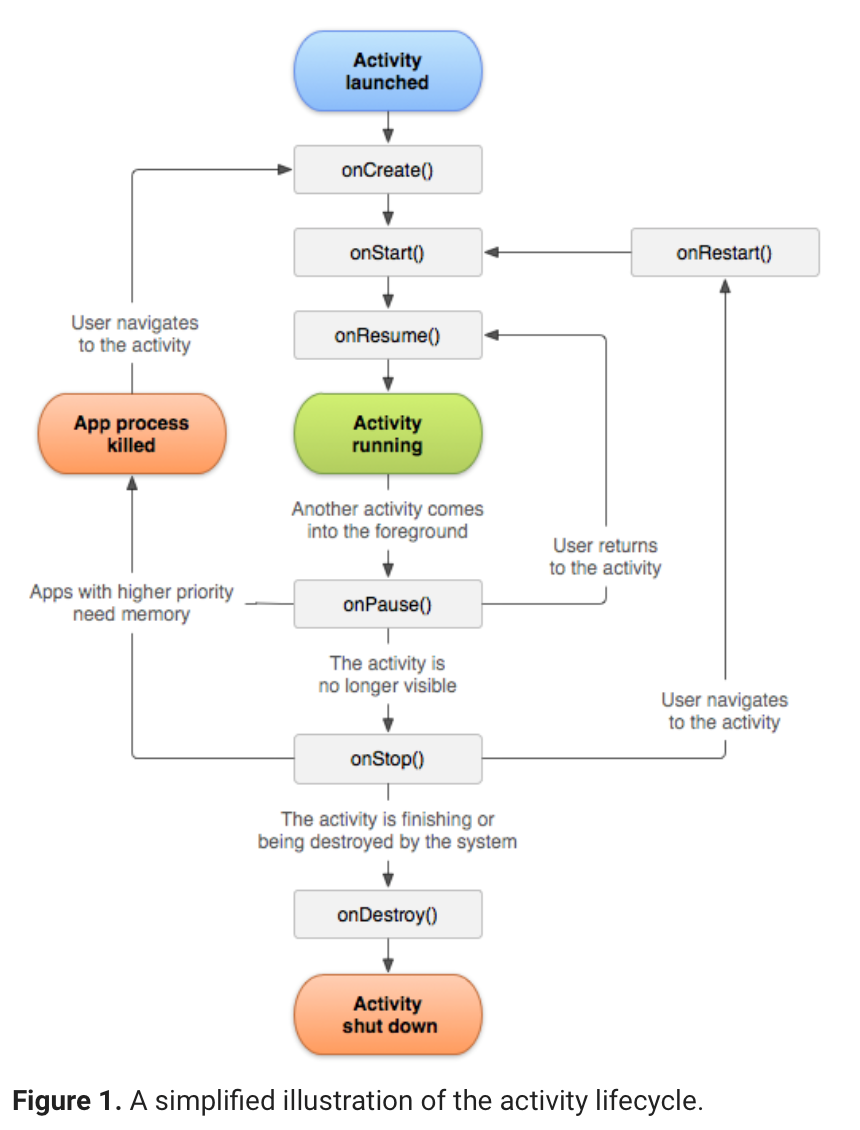 Activity
launched
onCreate()
onStart()
onRestart()
User navigates
to the activity
onResume()
App process
killed
Activity
running
Another activity comes
into the foreground
User returns
to the activity
Apps with higher priority
need memory
onPause()
The activity is
no longer visible
User navigates
to the activity
onStop()
The activity is finishing or
being destroyed by the system
onDestroy()
Activity
shut down
Figure 1. A simplified illustration of the activity lifecycle.